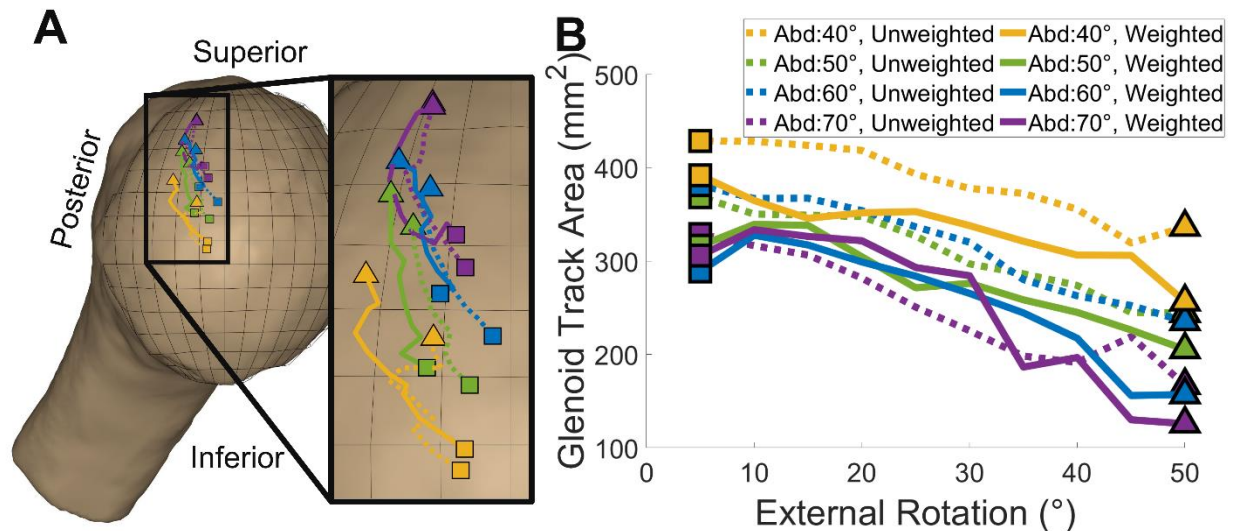 A
Superior
Posterior
Inferior
B
Abd:40°, Unweighted
Abd:40°, Weighted
Abd:50°, Unweighted
Abd:50°, Weighted
Abd:60°, Unweighted
Abd:60°, Weighted
Abd:70°, Unweighted
Abd:70°, Weighted
Glenoid Track Area (mm²)
500
400
300
200
100
0
10
20
30
40
50
External Rotation (°)